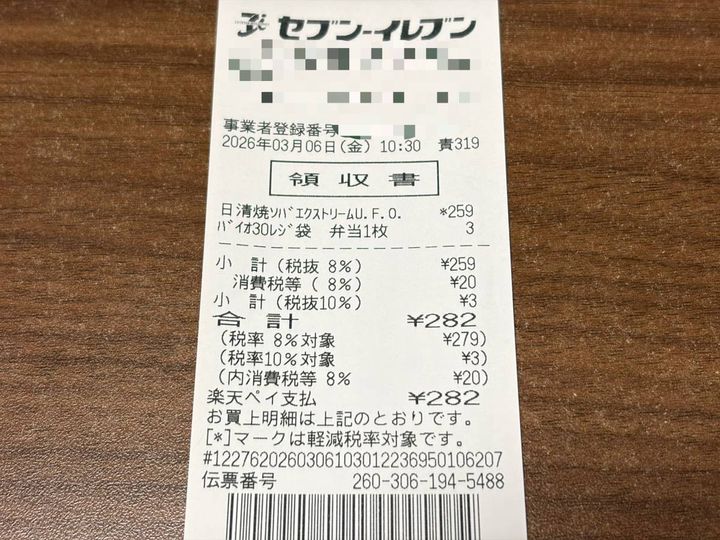 セブン-イレブン
事業者登録番号
2026年03月06日(金) 10:30 責319
領収書
日清焼ソバエクストリームU.F.O. *259
バイオ30レジ袋 弁当1枚 3
小 計(税抜 8%) ¥259
消費税等( 8%) ¥20
小 計(税抜10%) ¥3
合計 ¥282
(税率 8%対象 ¥279)
(税率10%対象 ¥3)
(内消費税等 8% ¥20)
楽天ペイ支払 ¥282
お買上明細は上記のとおりです。
[*]マークは軽減税率対象です。
#12276202603061030122369501062​07
伝票番号 260-306-194-5488